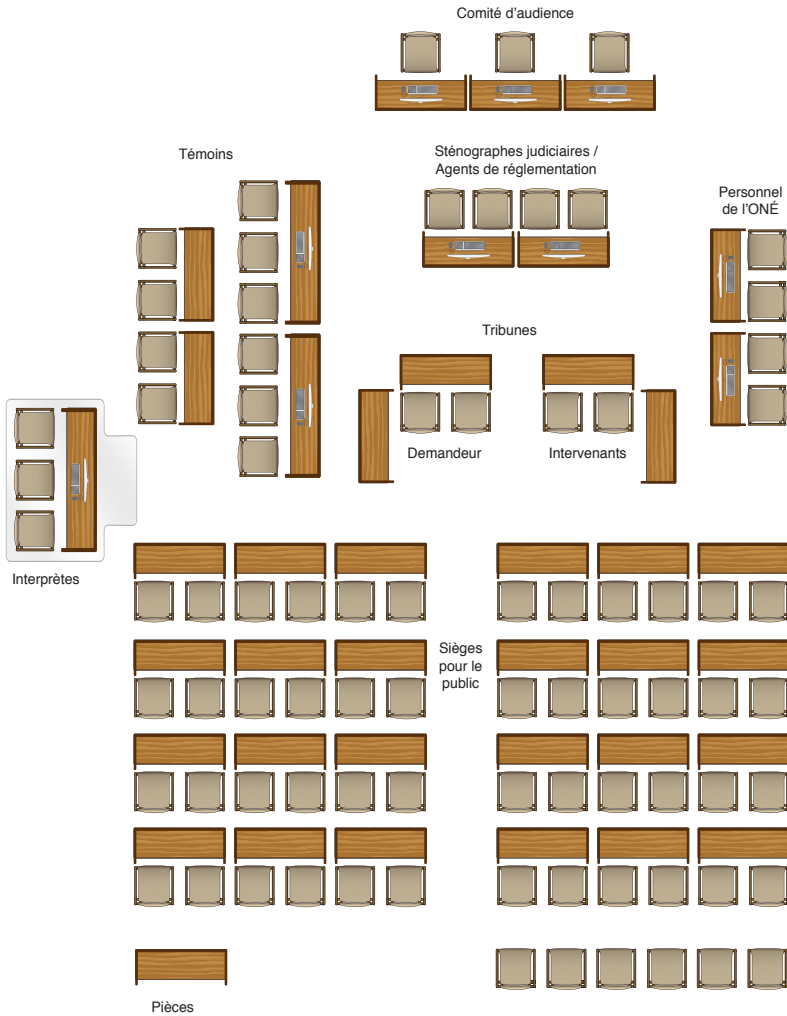 Comité d'audience
Témoins
Sténographes judiciaires /
Agents de réglementation
Personnel
de l'ONÉ
Tribunes
Demandeur
Intervenants
Interprètes
Sièges
pour le
public
Pièces